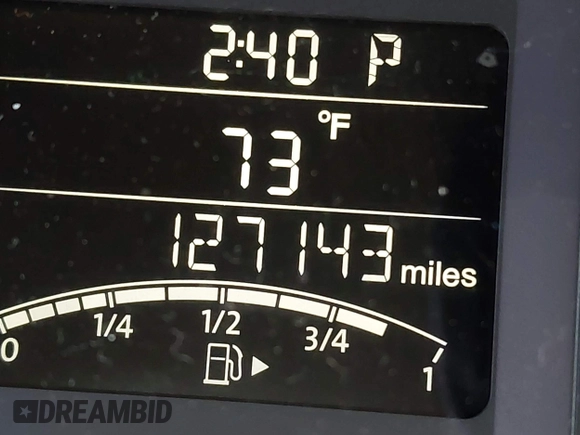 2:40 P
73 °F
127143 miles
0 1/4 1/2 3/4 1
DREAMBID